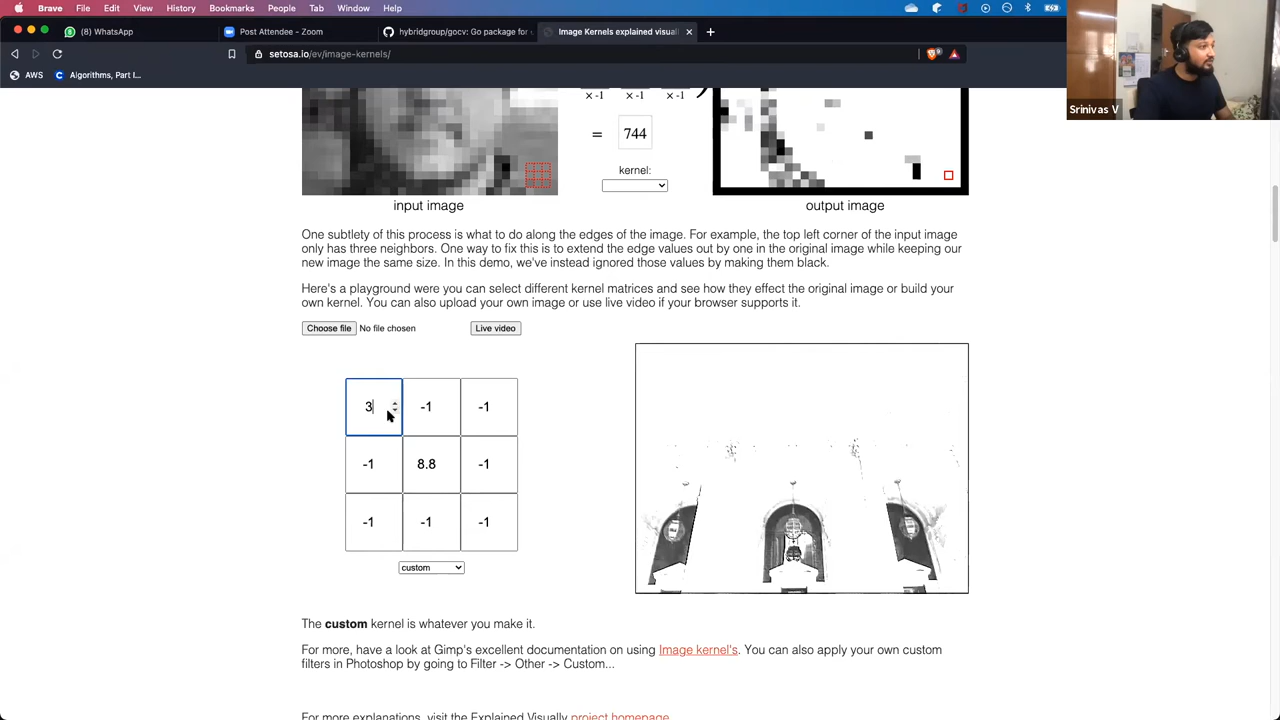 Brave File Edit View History Bookmarks People Tab Window Help
(8) WhatsApp
Post Attendee - Zoom
hybridgroup/gocv: Go package for
Image Kernels explained visuall
setosa.io/ev/image-kernels/
AWS
Algorithms, Part I...
Srinivas V
x -1 x -1 x -1 )
= 744
kernel:
input image
output image
One subtlety of this process is what to do along the edges of the image. For example, the top left corner of the input image
only has three neighbors. One way to fix this is to extend the edge values out by one in the original image while keeping our
new image the same size. In this demo, we've instead ignored those values by making them black.
Here's a playground were you can select different kernel matrices and see how they effect the original image or build your
own kernel. You can also upload your own image or use live video if your browser supports it.
Choose file No file chosen
Live video
3 -1 -1
-1 8.8 -1
-1 -1 -1
custom
The custom kernel is whatever you make it.
For more, have a look at Gimp's excellent documentation on using Image kernel's. You can also apply your own custom
filters in Photoshop by going to Filter -> Other -> Custom...
For more explanations, visit the Explained Visually project homepage